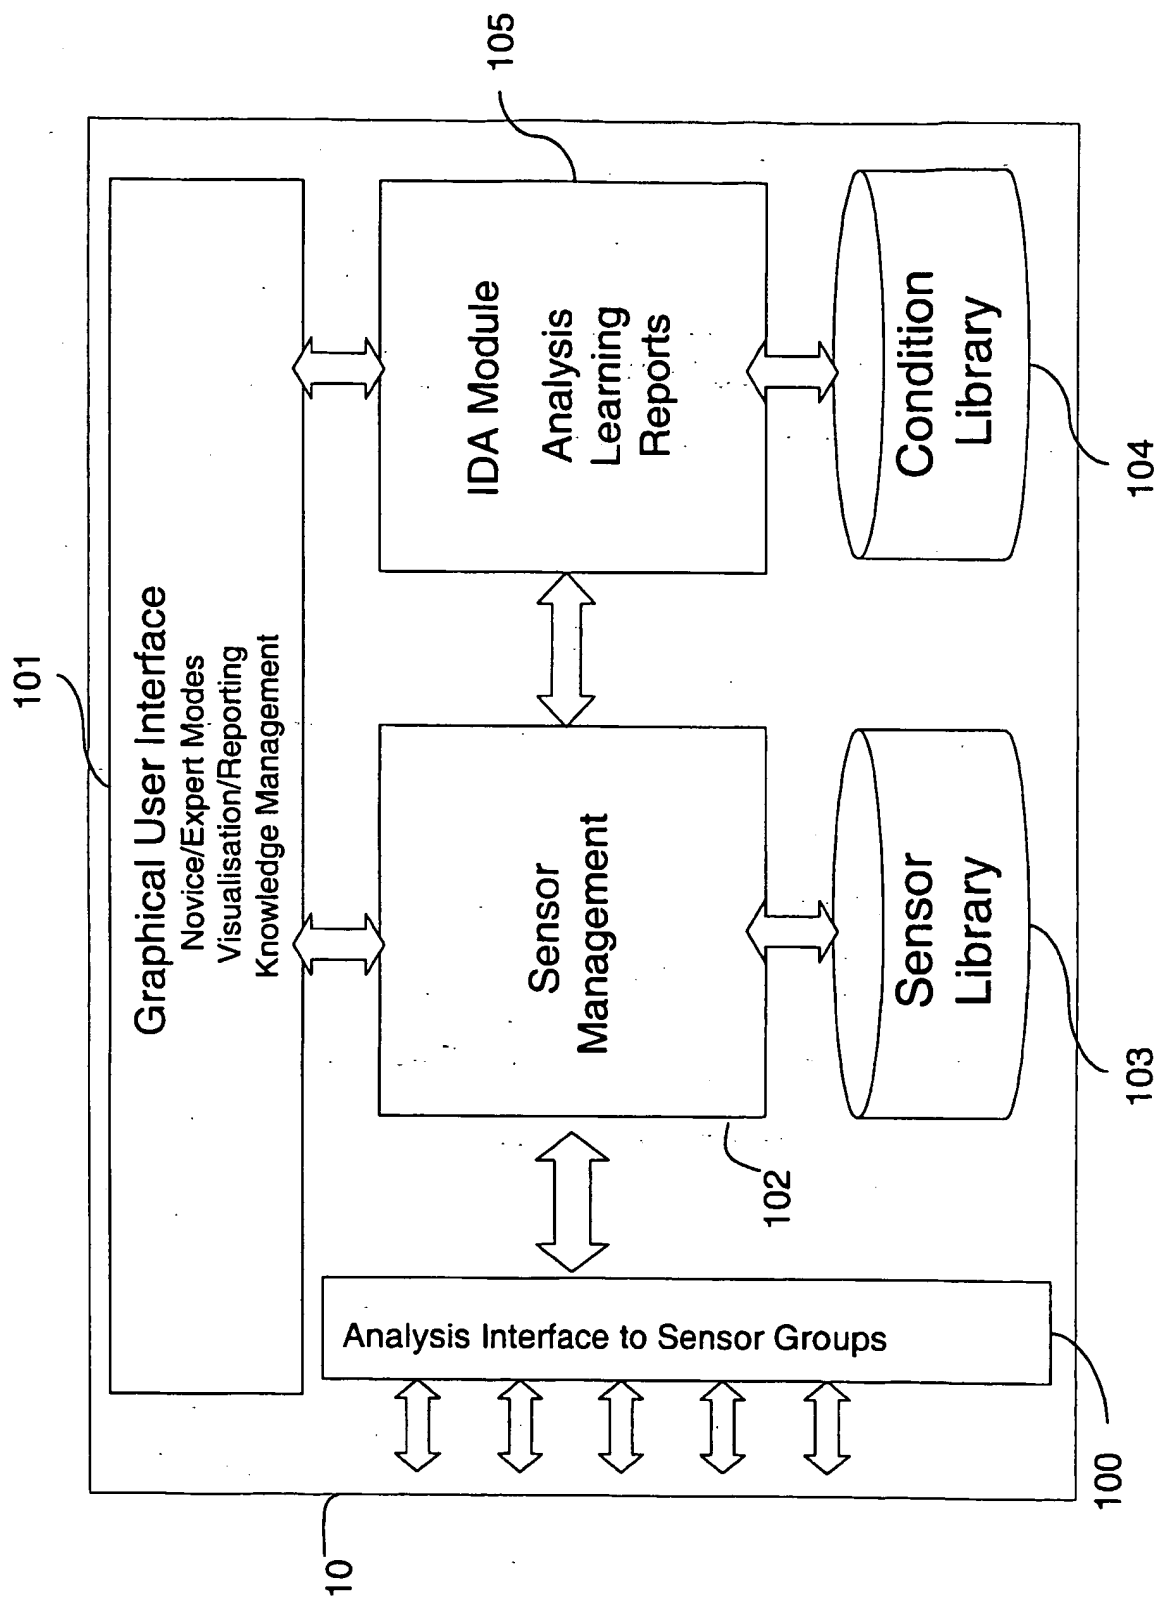 101
105
Graphical User Interface
Novice/Expert Modes
Visualisation/Reporting
Knowledge Management
IDA Module
Analysis
Learning
Reports
Sensor
Management
102
Analysis Interface to Sensor Groups
Sensor
Library
Condition
Library
10
100
103
104